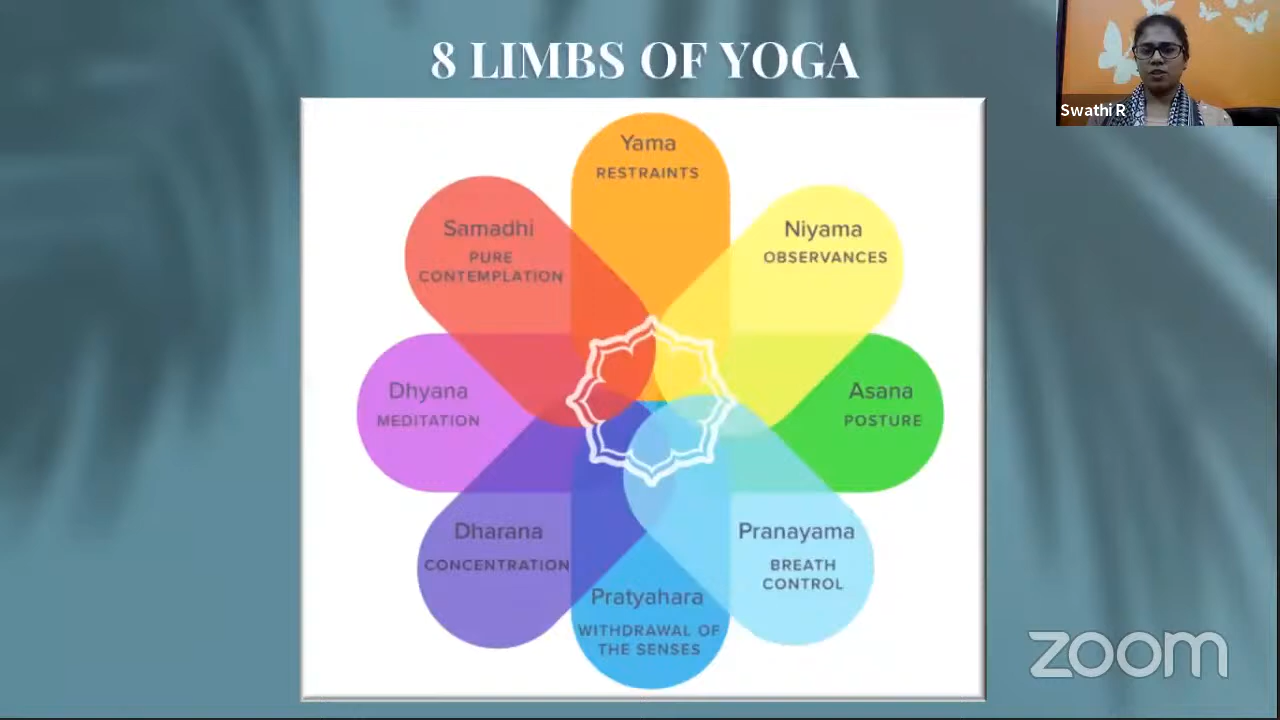 8 LIMBS OF YOGA
Swathi R
Yama
RESTRAINTS
Niyama
OBSERVANCES
Asana
POSTURE
Pranayama
BREATH
CONTROL
Pratyahara
WITHDRAWAL OF
THE SENSES
Dharana
CONCENTRATION
Dhyana
MEDITATION
Samadhi
PURE
CONTEMPLATION
zoom